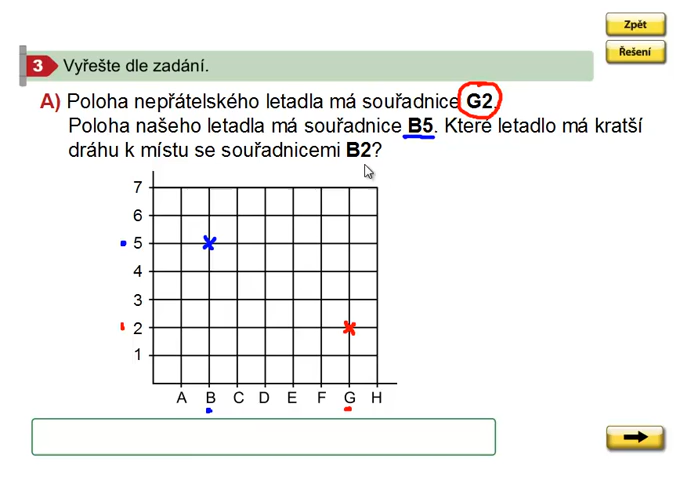 Zpět
Řešení
3 Vyřešte dle zadání.
A) Poloha nepřátelského letadla má souřadnice G2.
Poloha našeho letadla má souřadnice B5. Které letadlo má kratší
dráhu k místu se souřadnicemi B2?
7
6
5
4
3
2
1
A B C D E F G H